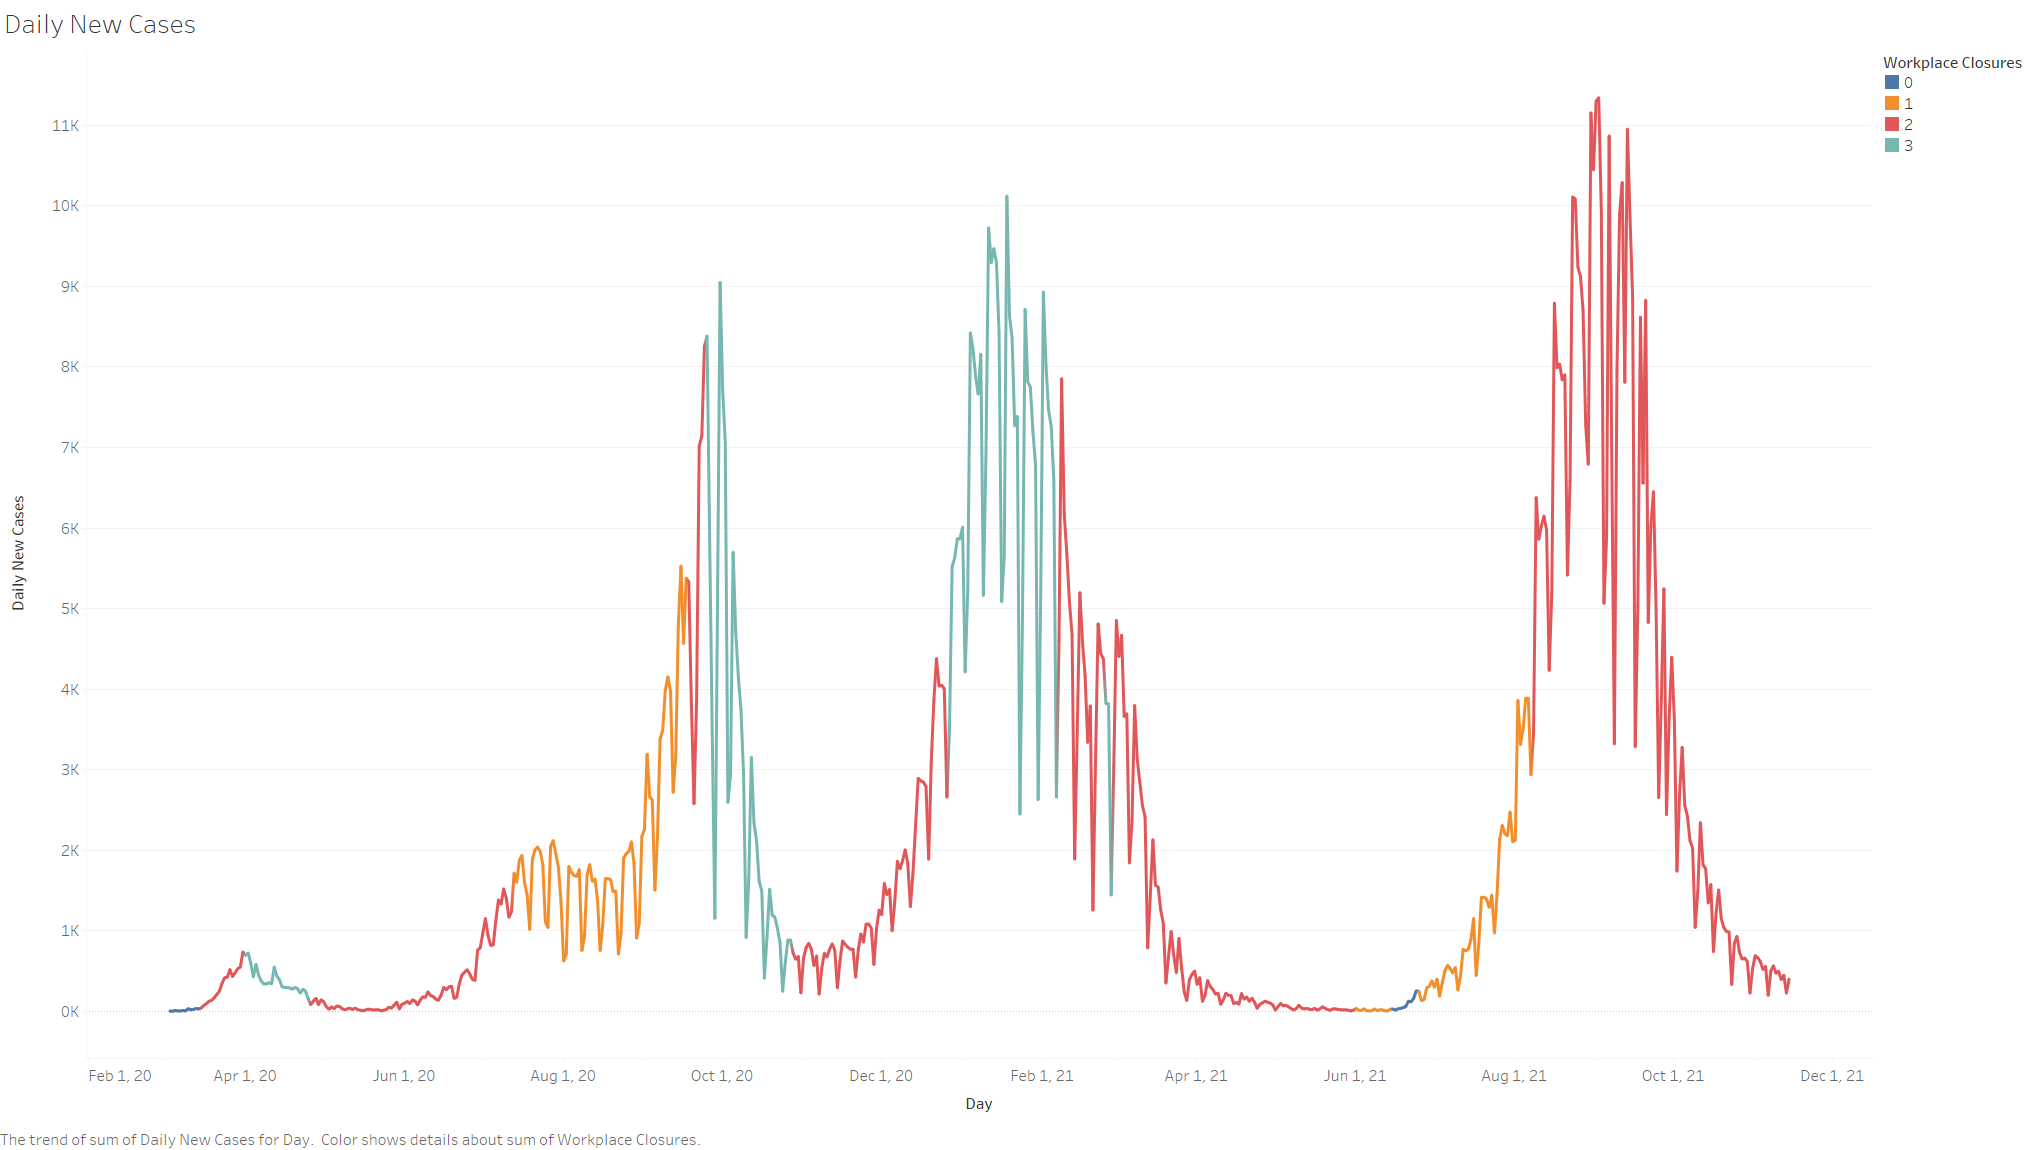 Daily New Cases
Workplace Closures
0
1
2
3
11K
10K
9K
8K
7K
6K
5K
4K
3K
2K
1K
0K
Daily New Cases
Feb 1, 20
Apr 1, 20
Jun 1, 20
Aug 1, 20
Oct 1, 20
Dec 1, 20
Feb 1, 21
Apr 1, 21
Jun 1, 21
Aug 1, 21
Oct 1, 21
Dec 1, 21
Day
The trend of sum of Daily New Cases for Day. Color shows details about sum of Workplace Closures.